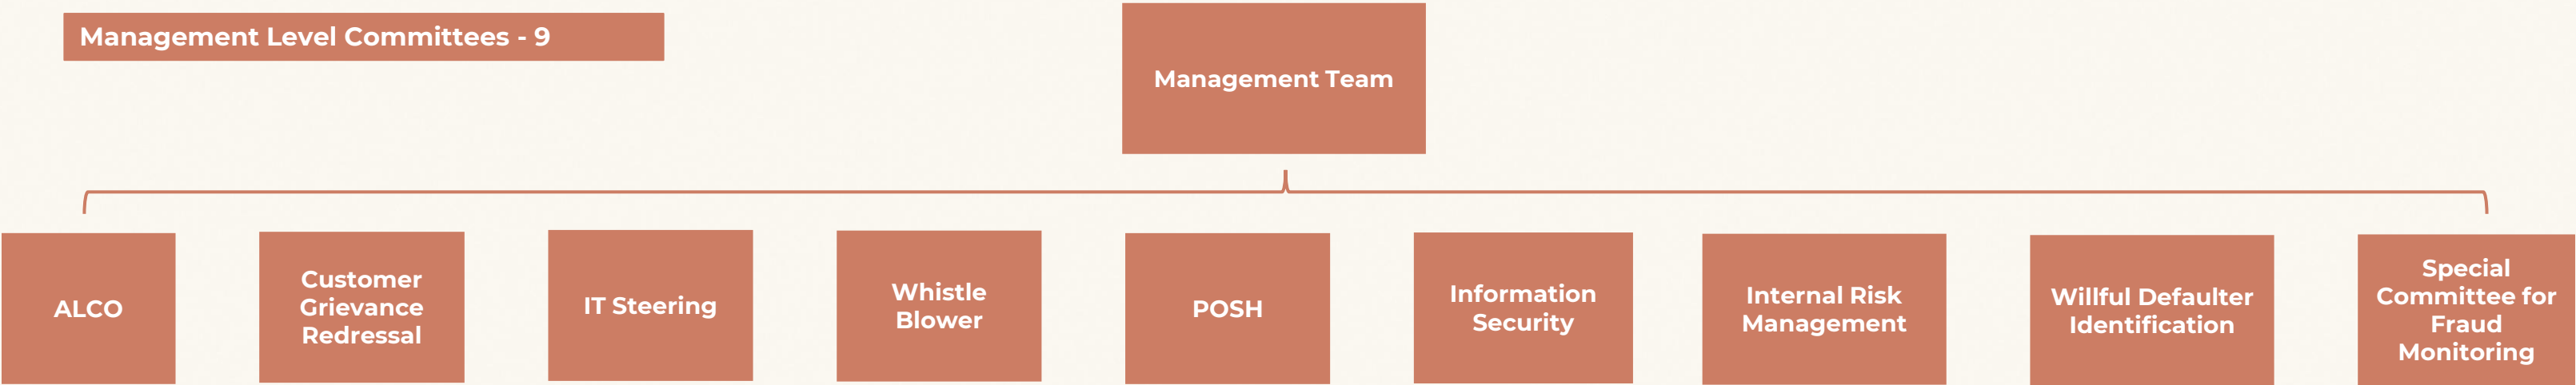 Management Level Committees - 9
Management Team
ALCO
Customer
Grievance
Redressal
IT Steering
Whistle
Blower
POSH
Information
Security
Internal Risk
Management
Willful Defaulter
Identification
Special
Committee for
Fraud
Monitoring